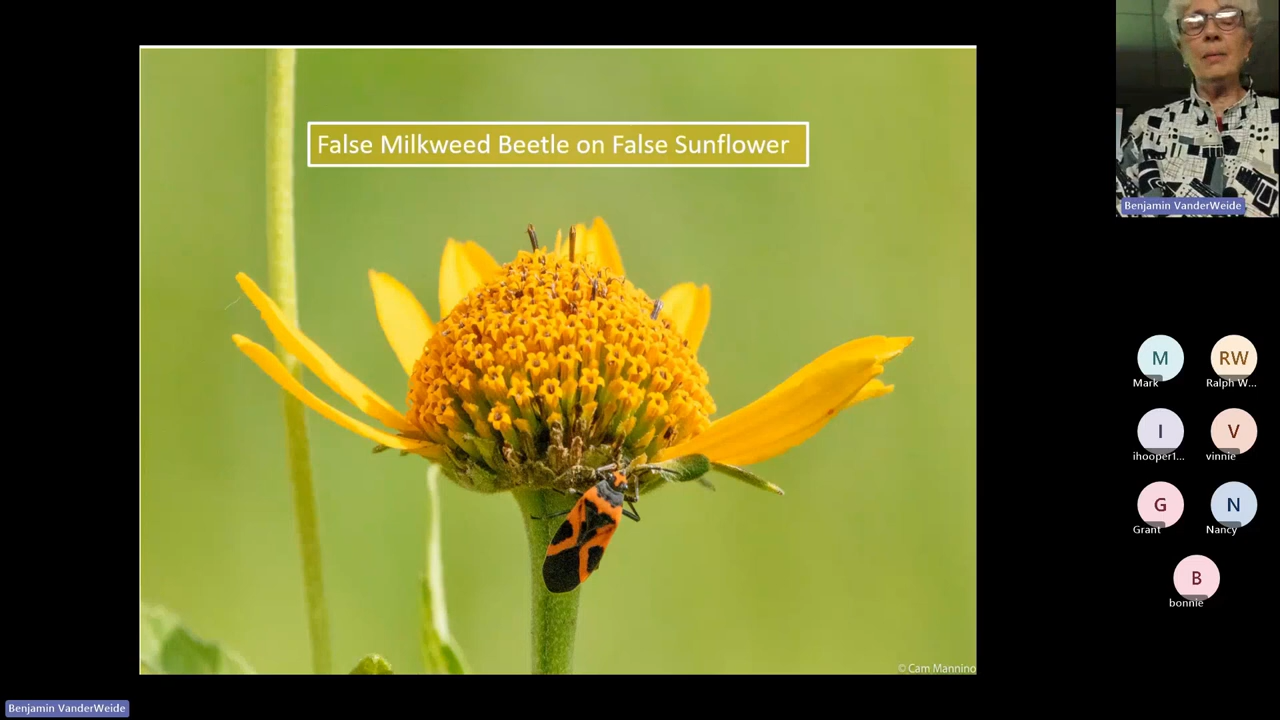 False Milkweed Beetle on False Sunflower
© Cam Mannino
Benjamin VanderWeide
M
RW
Mark
Ralph W...
I
V
ihooper1...
vinnie
G
N
Grant
Nancy
B
bonnie
Benjamin VanderWeide